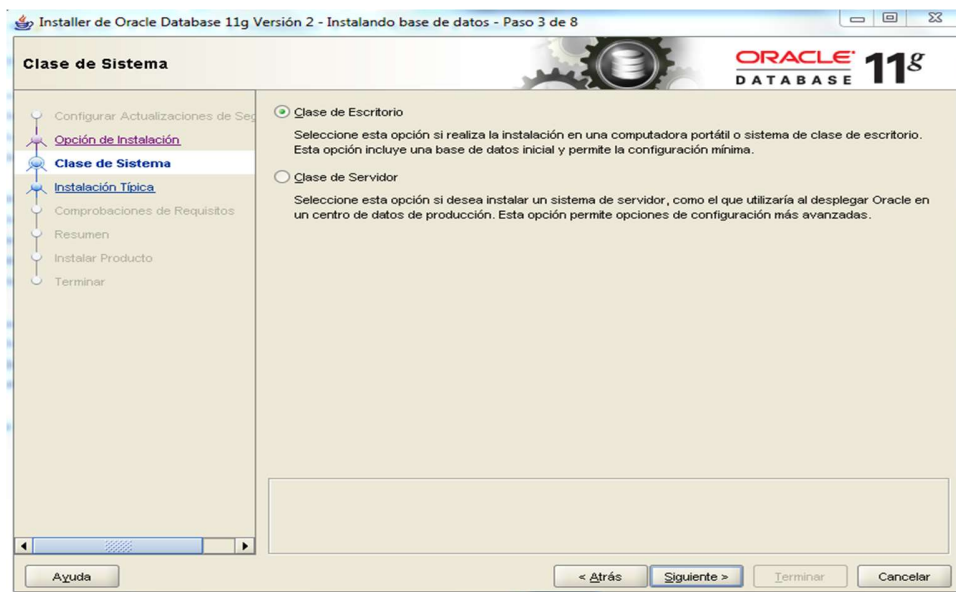 Installer de Oracle Database 11g Versión 2 - Instalando base de datos - Paso 3 de 8
Clase de Sistema
ORACLE
DATABASE
11g
Configurar Actualizaciones de Seg
Opción de Instalación
Clase de Sistema
Instalación Típica
Comprobaciones de Requisitos
Resumen
Instalar Producto
Terminar
Clase de Escritorio
Seleccione esta opción si realiza la instalación en una computadora portátil o sistema de clase de escritorio.
Esta opción incluye una base de datos inicial y permite la configuración mínima.
Clase de Servidor
Seleccione esta opción si desea instalar un sistema de servidor, como el que utilizaría al desplegar Oracle en
un centro de datos de producción. Esta opción permite opciones de configuración más avanzadas.
Ayuda
< Atrás
Siguiente >
Terminar
Cancelar